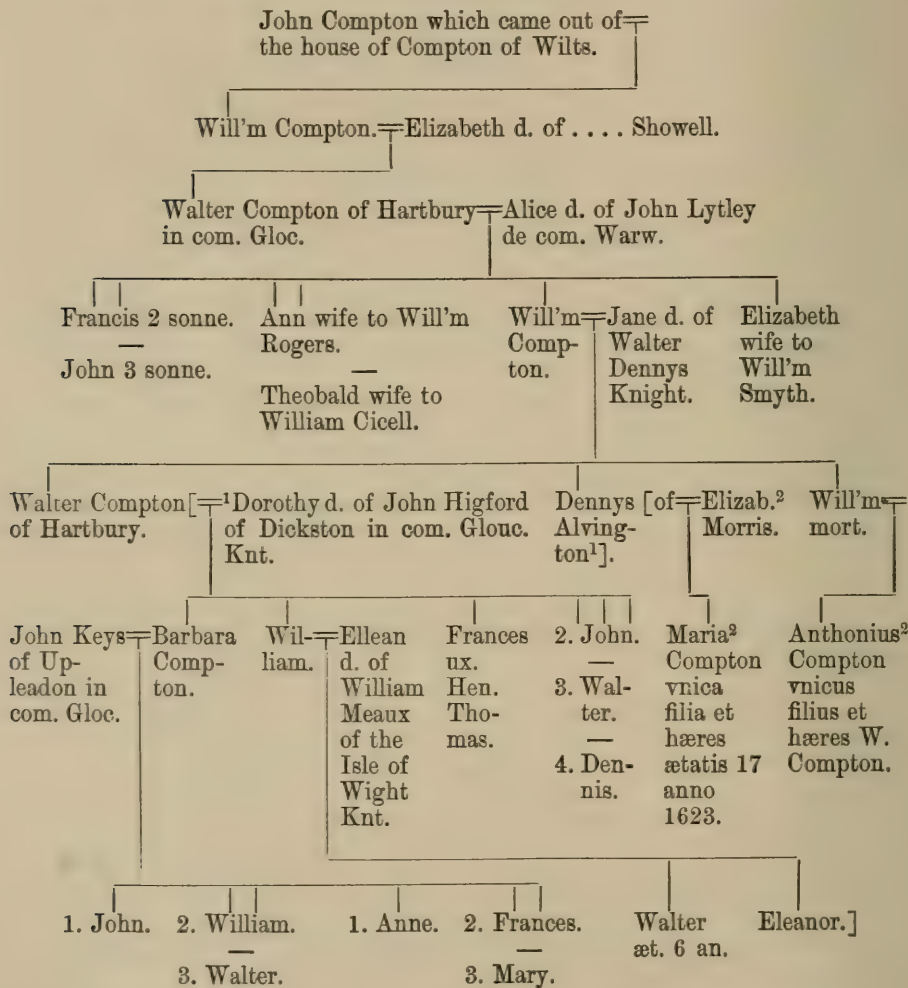 John Compton which came out of
the house of Compton of Wilts.
Will'm Compton. Elizabeth d. of . . . . Showell.
Walter Compton of Hartbury
in com. Gloc.
Alice d. of John Lytley
de com. Warw.
Francis 2 sonne.
—
John 3 sonne.
Ann wife to Will'm
Rogers.
—
Theobald wife to
William Cicell.
Will'm
Comp-
ton.
Jane d. of
Walter
Dennys
Knight.
Elizabeth
wife to
Will'm
Smyth.
Walter Compton [
of Hartbury.
¹Dorothy d. of John Higford
of Dickston in com. Glouc.
Knt.
Dennys [of
Alving-
ton¹].
Elizab.²
Morris.
Will'm
mort.
John Keys
of Up-
leadon in
com. Gloc.
Barbara
Comp-
ton.
Wil-
liam.
Ellean
d. of
William
Meaux
of the
Isle of
Wight
Knt.
Frances
ux.
Hen.
Tho-
mas.
2. John.
—
3. Wal-
ter.
—
4. Den-
nis.
Maria²
Compton
vnica
filia et
hæres
ætatis 17
anno
1623.
Anthonius²
Compton
vnicus
filius et
hæres W.
Compton.
1. John.
2. William.
—
3. Walter.
1. Anne.
2. Frances.
—
3. Mary.
Walter
æt. 6 an.
Eleanor.]